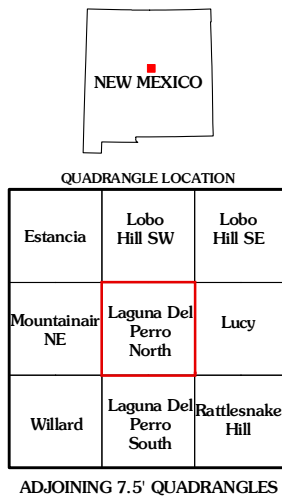 NEW MEXICO
QUADRANGLE LOCATION
Estancia
Lobo
Hill SW
Lobo
Hill SE
Mountainair
NE
Laguna Del
Perro
North
Lucy
Willard
Laguna Del
Perro
South
Rattlesnake
Hill
ADJOINING 7.5' QUADRANGLES